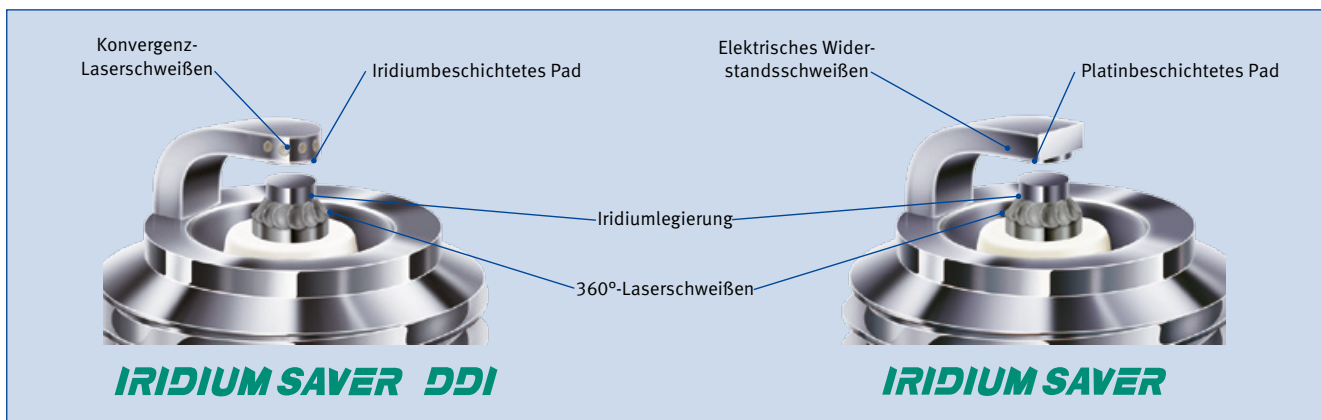 Konvergenz-
Laserschweißen
Iridiumbeschichtetes Pad
Elektrisches Wider-
standsschweißen
Platinbeschichtetes Pad
Iridiumlegierung
360°-Laserschweißen
IRIDIUM SAVER DDI
IRIDIUM SAVER